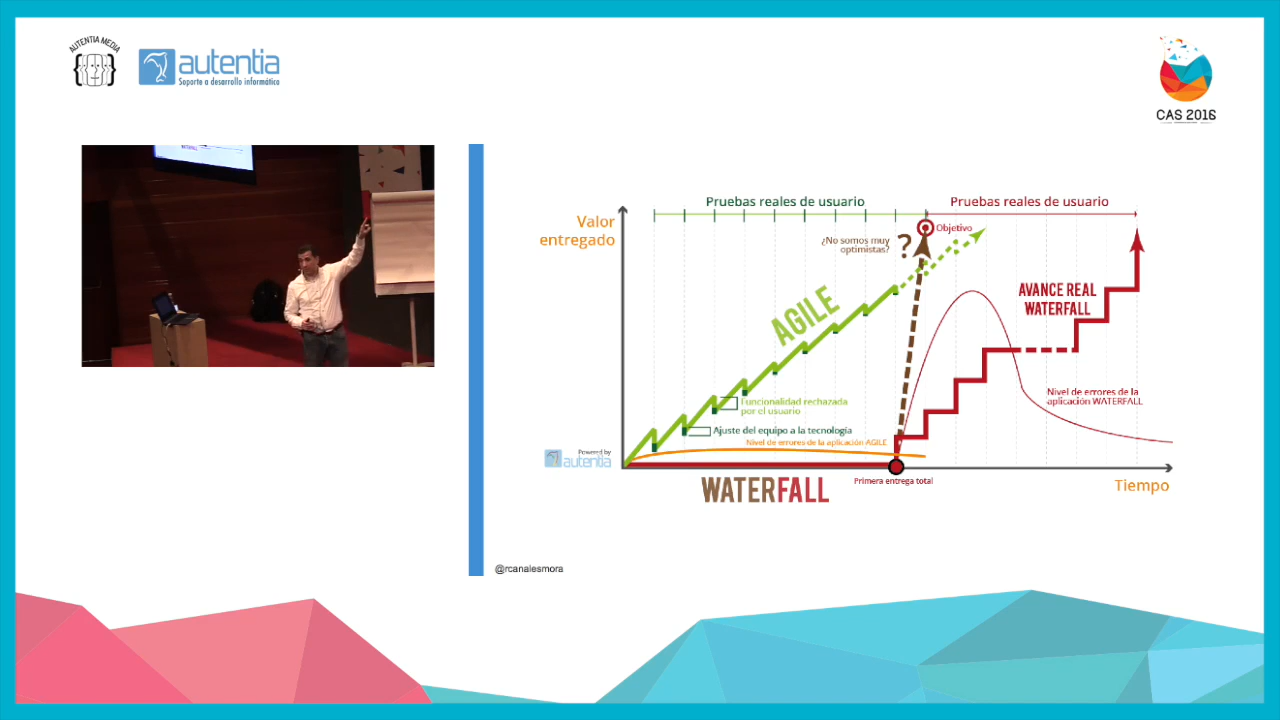 AUTENTIA MEDIA
autentia
Soporte a desarrollo informático
CAS 2016
Pruebas reales de usuario
Pruebas reales de usuario
Valor
entregado
Objetivo
¿No somos muy
optimistas?
?
AGILE
AVANCE REAL
WATERFALL
Funcionalidad rechazada
por el usuario
Nivel de errores de la
aplicación WATERFALL
Ajuste del equipo a la tecnología
Nivel de errores de la aplicación AGILE
Powered by
autentia
WATERFALL
Primera entrega total
Tiempo
@rcanalesmora